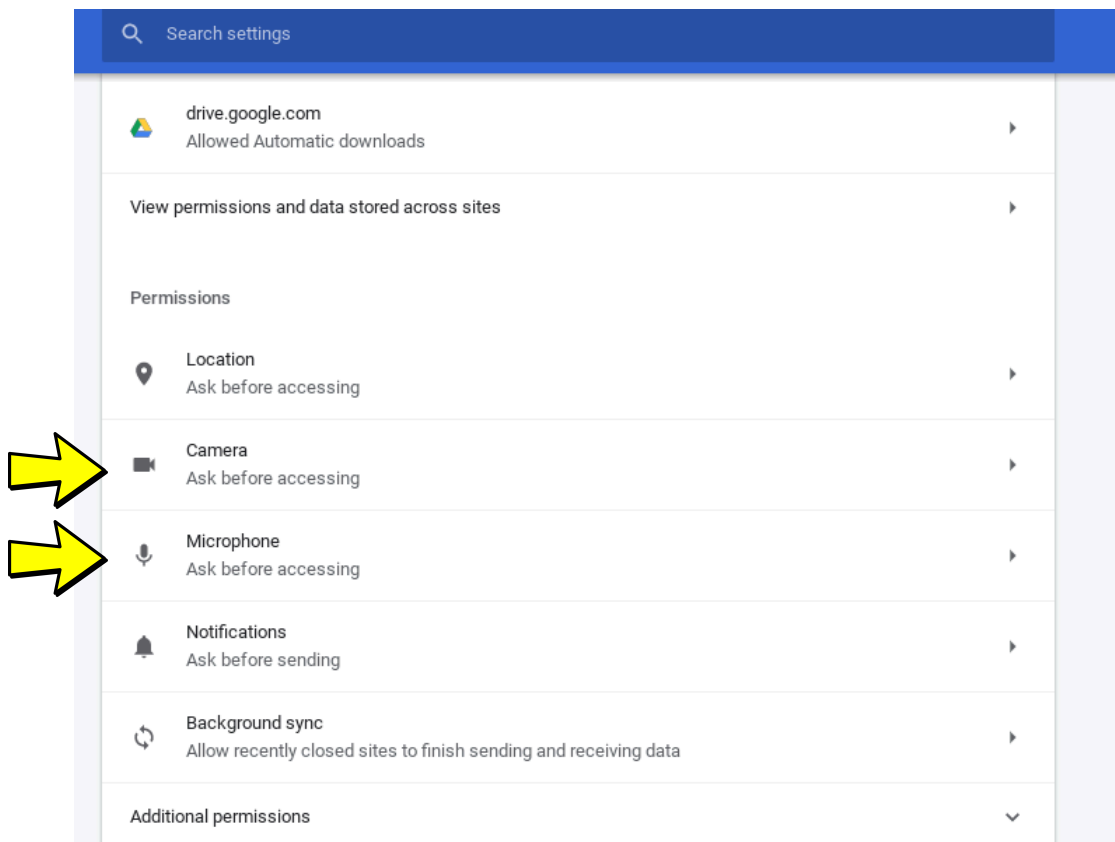 Search settings
drive.google.com
Allowed Automatic downloads
View permissions and data stored across sites
Permissions
Location
Ask before accessing
Camera
Ask before accessing
Microphone
Ask before accessing
Notifications
Ask before sending
Background sync
Allow recently closed sites to finish sending and receiving data
Additional permissions